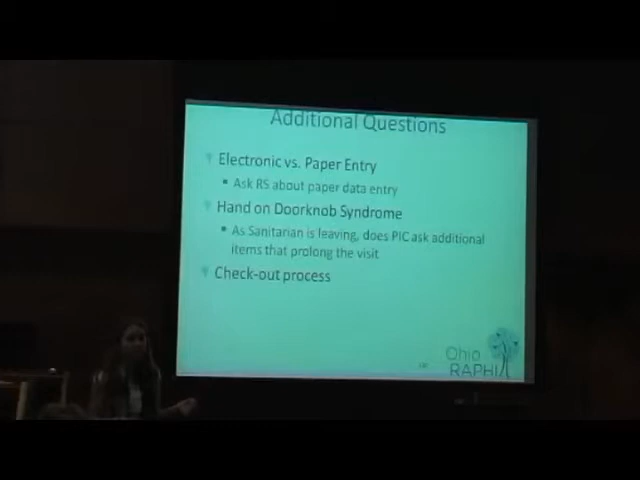 Additional Questions
Electronic vs. Paper Entry
Ask RS about paper data entry
Hand on Doorknob Syndrome
As Sanitarian is leaving, does PIC ask additional
items that prolong the visit
Check-out process
Ohio
RAPHI